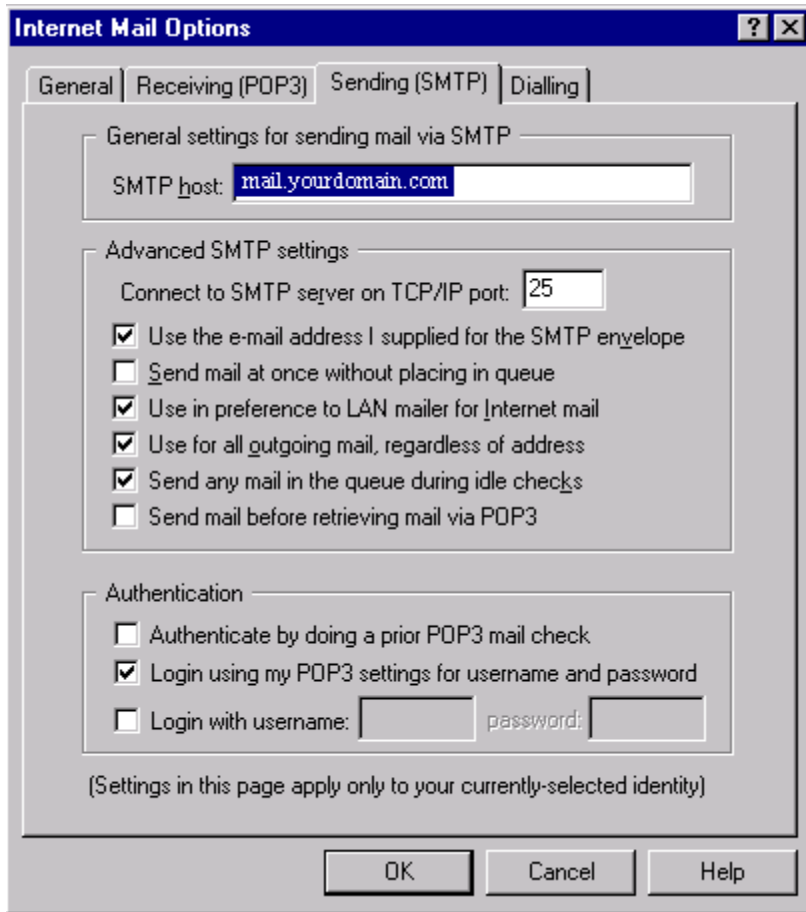 Internet Mail Options
General Receiving (POP3) Sending (SMTP) Dialling
General settings for sending mail via SMTP
SMTP host: mail.yourdomain.com
Advanced SMTP settings
Connect to SMTP server on TCP/IP port: 25
Use the e-mail address I supplied for the SMTP envelope
Send mail at once without placing in queue
Use in preference to LAN mailer for Internet mail
Use for all outgoing mail, regardless of address
Send any mail in the queue during idle checks
Send mail before retrieving mail via POP3
Authentication
Authenticate by doing a prior POP3 mail check
Login using my POP3 settings for username and password
Login with username: password:
(Settings in this page apply only to your currently-selected identity)
OK Cancel Help